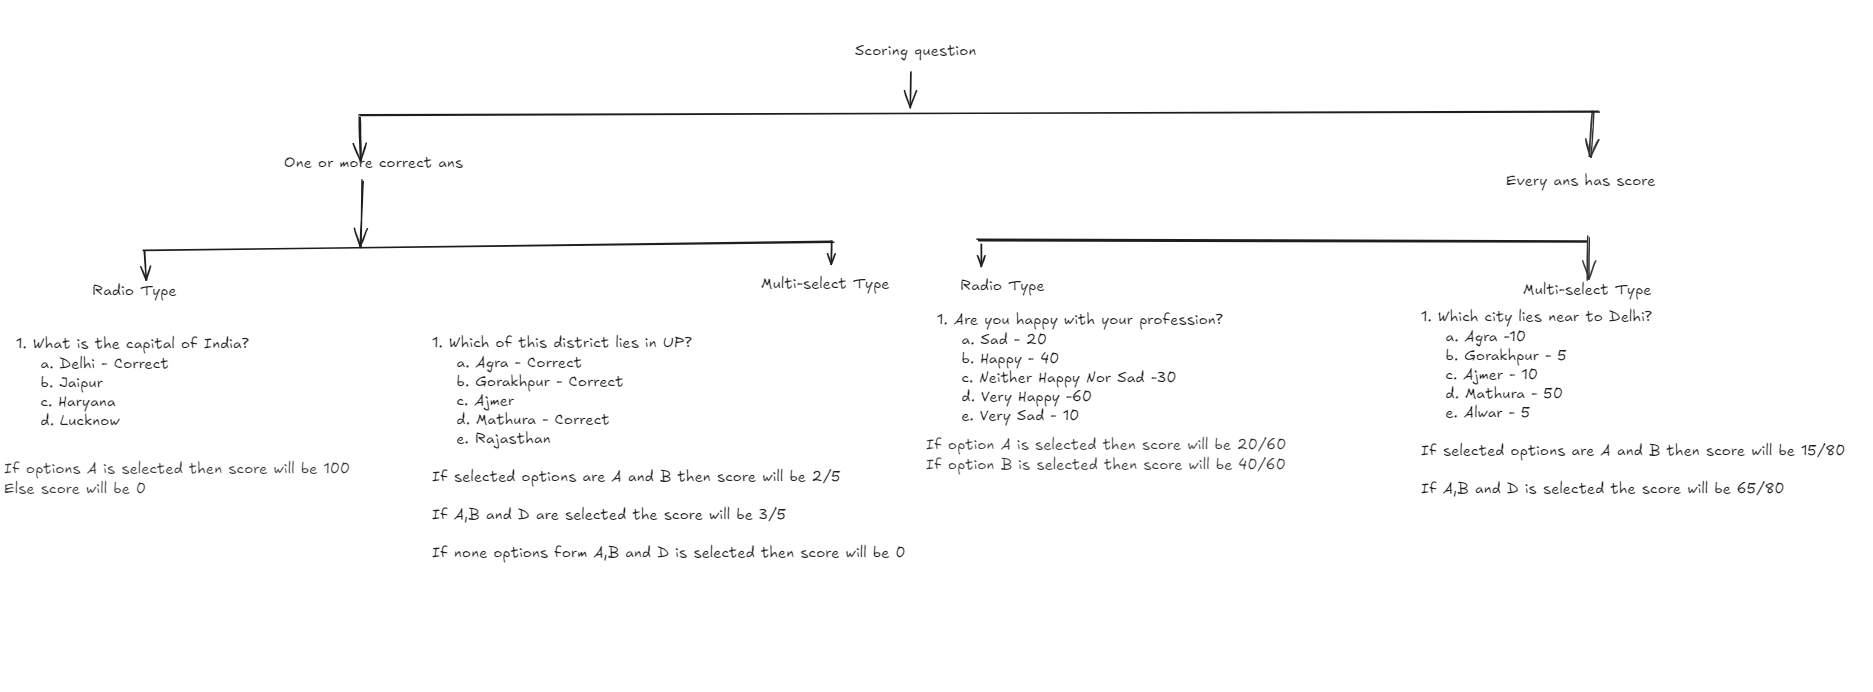 Scoring question
One or more correct ans
Every ans has score
Radio Type
1. What is the capital of India?
a. Delhi - Correct
b. Jaipur
c. Haryana
d. Lucknow
If options A is selected then score will be 100
Else score will be 0
Multi-select Type
1. Which of this district lies in UP?
a. Agra - Correct
b. Gorakhpur - Correct
c. Ajmer
d. Mathura - Correct
e. Rajasthan
If selected options are A and B then score will be 2/5
If A,B and D are selected the score will be 3/5
If none options form A,B and D is selected then score will be 0
Radio Type
1. Are you happy with your profession?
a. Sad - 20
b. Happy - 40
c. Neither Happy Nor Sad -30
d. Very Happy -60
e. Very Sad - 10
If option A is selected then score will be 20/60
If option B is selected then score will be 40/60
Multi-select Type
1. Which city lies near to Delhi?
a. Agra -10
b. Gorakhpur - 5
c. Ajmer - 10
d. Mathura - 50
e. Alwar - 5
If selected options are A and B then score will be 15/80
If A,B and D is selected the score will be 65/80